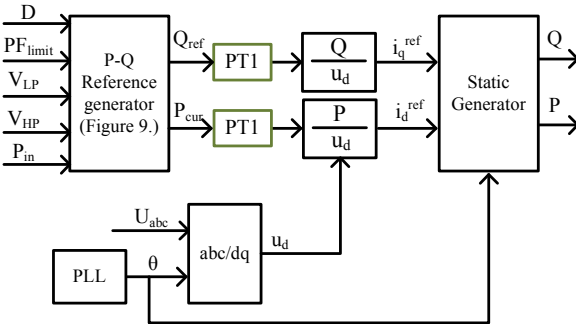 D
PF_limit
V_LP
V_HP
P_in
P-Q
Reference
generator
(Figure 9.)
Q_ref
P_cur
PT1
PT1
Q
u_d
P
u_d
i_q^ref
i_d^ref
Static
Generator
Q
P
U_abc
abc/dq
u_d
PLL
θ